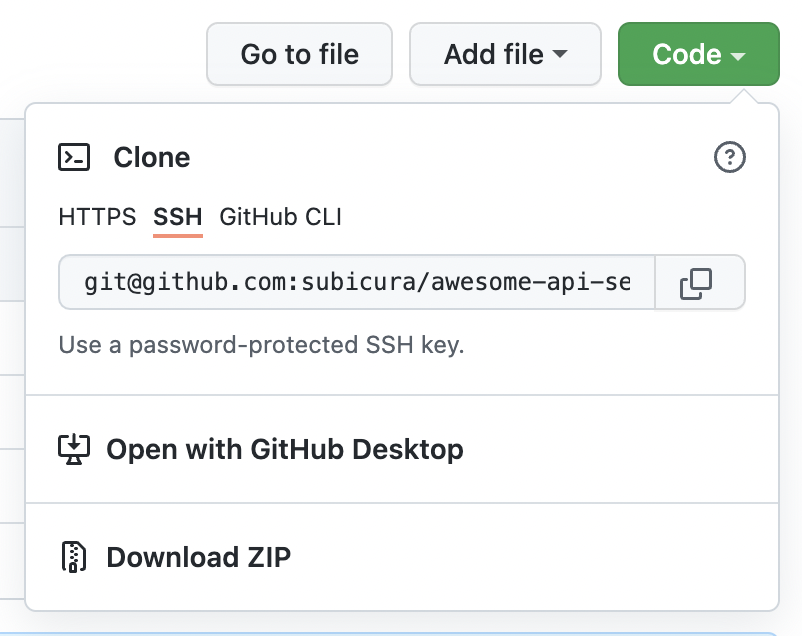 Go to file Add file Code
Clone
HTTPS SSH GitHub CLI
git@github.com:subicura/awesome-api-se
Use a password-protected SSH key.
Open with GitHub Desktop
Download ZIP